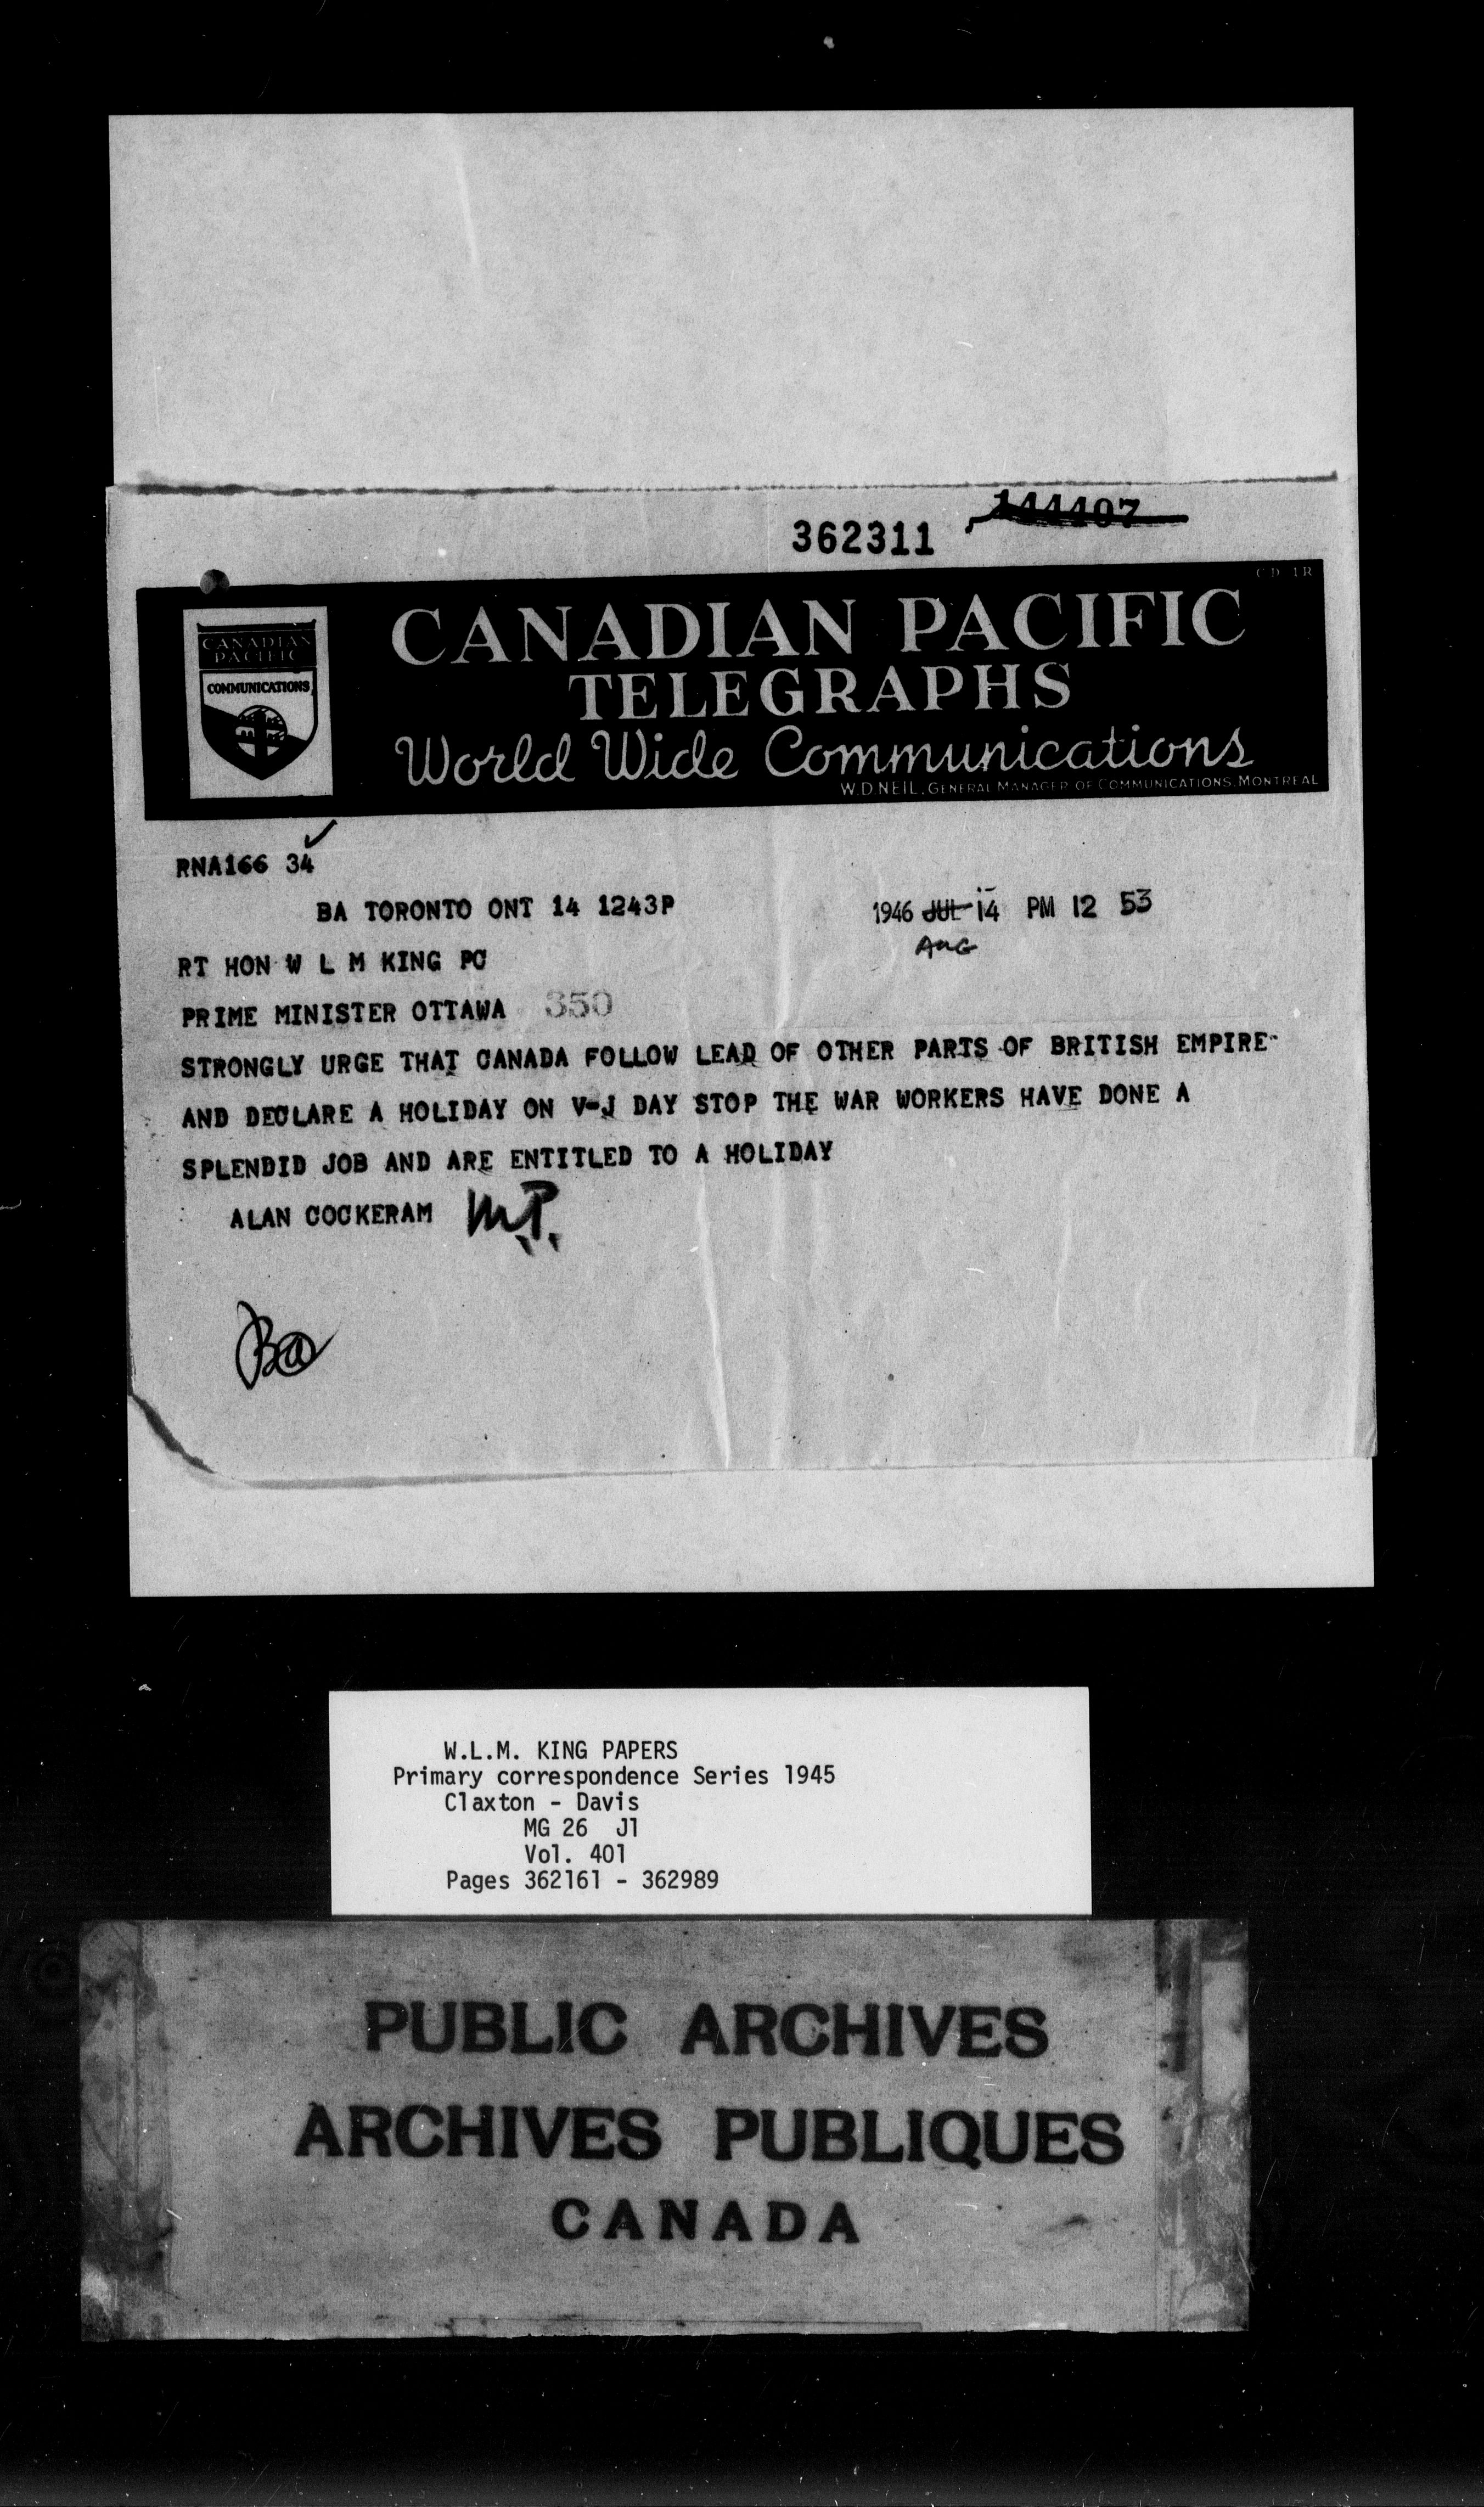 144407
362311
CD 1R
CANADIAN PACIFIC
TELEGRAPHS
World Wide Communications
W.D.NEIL, GENERAL MANAGER OF COMMUNICATIONS, MONTREAL
CANADIAN
PACIFIC
COMMUNICATIONS
RNA166 34
BA TORONTO ONT 14 1243P
1946 JUL 14 PM 12 53
AUG
RT HON W L M KING PC
PRIME MINISTER OTTAWA 350
STRONGLY URGE THAT CANADA FOLLOW LEAD OF OTHER PARTS OF BRITISH EMPIRE
AND DECLARE A HOLIDAY ON V-J DAY STOP THE WAR WORKERS HAVE DONE A
SPLENDID JOB AND ARE ENTITLED TO A HOLIDAY
ALAN COCKERAM M.P.
W.L.M. KING PAPERS
Primary correspondence Series 1945
Claxton - Davis
MG 26 J1
Vol. 401
Pages 362161 - 362989
PUBLIC ARCHIVES
ARCHIVES PUBLIQUES
CANADA